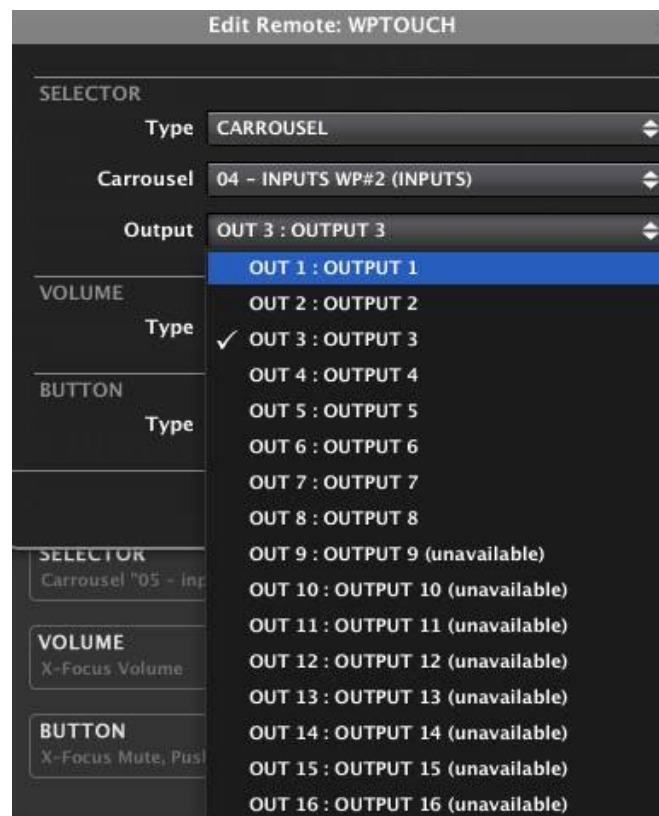 Edit Remote: WPTOUCH
SELECTOR
Type CARROUSEL
Carrousel 04 - INPUTS WP#2 (INPUTS)
Output OUT 3 : OUTPUT 3
OUT 1 : OUTPUT 1
VOLUME
OUT 2 : OUTPUT 2
Type
✓ OUT 3 : OUTPUT 3
OUT 4 : OUTPUT 4
BUTTON
OUT 5 : OUTPUT 5
Type
OUT 6 : OUTPUT 6
OUT 7 : OUTPUT 7
OUT 8 : OUTPUT 8
SELECTOR
OUT 9 : OUTPUT 9 (unavailable)
Carrousel "05 - inp
OUT 10 : OUTPUT 10 (unavailable)
OUT 11 : OUTPUT 11 (unavailable)
VOLUME
X-Focus Volume
OUT 12 : OUTPUT 12 (unavailable)
OUT 13 : OUTPUT 13 (unavailable)
BUTTON
OUT 14 : OUTPUT 14 (unavailable)
X-Focus Mute, Pus
OUT 15 : OUTPUT 15 (unavailable)
OUT 16 : OUTPUT 16 (unavailable)